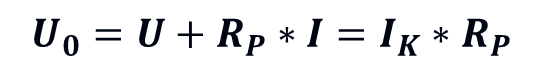 U₀ = U + R_P * I = I_K * R_P